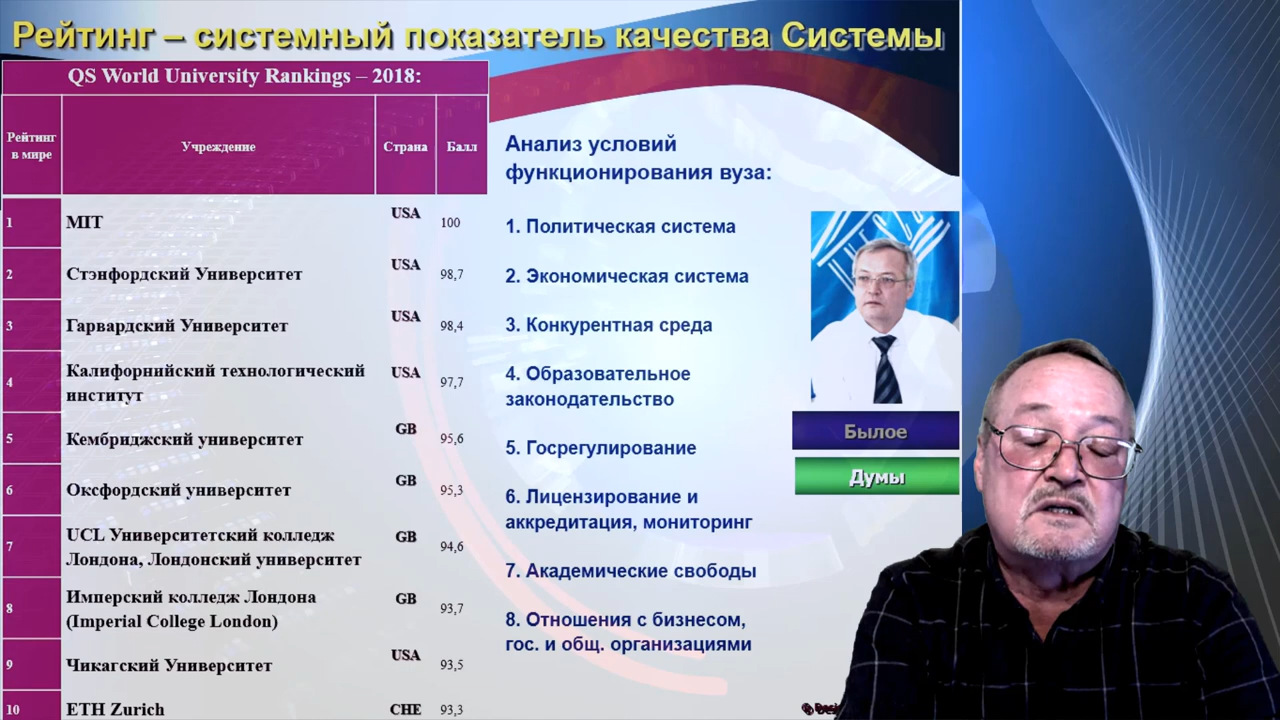 Рейтинг – системный показатель качества Системы
QS World University Rankings – 2018:
Рейтинг
в мире
Учреждение
Страна
Балл
1 MIT USA 100
2 Стэнфордский Университет USA 98,7
3 Гарвардский Университет USA 98,4
4 Калифорнийский технологический
институт USA 97,7
5 Кембриджский университет GB 95,6
6 Оксфордский университет GB 95,3
7 UCL Университетский колледж
Лондона, Лондонский университет GB 94,6
8 Имперский колледж Лондона
(Imperial College London) GB 93,7
9 Чикагский Университет USA 93,5
10 ETH Zurich CHE 93,3
Анализ условий
функционирования вуза:
1. Политическая система
2. Экономическая система
3. Конкурентная среда
4. Образовательное
законодательство
5. Госрегулирование
6. Лицензирование и
аккредитация, мониторинг
7. Академические свободы
8. Отношения с бизнесом,
гос. и общ. организациями
Былое
Думы